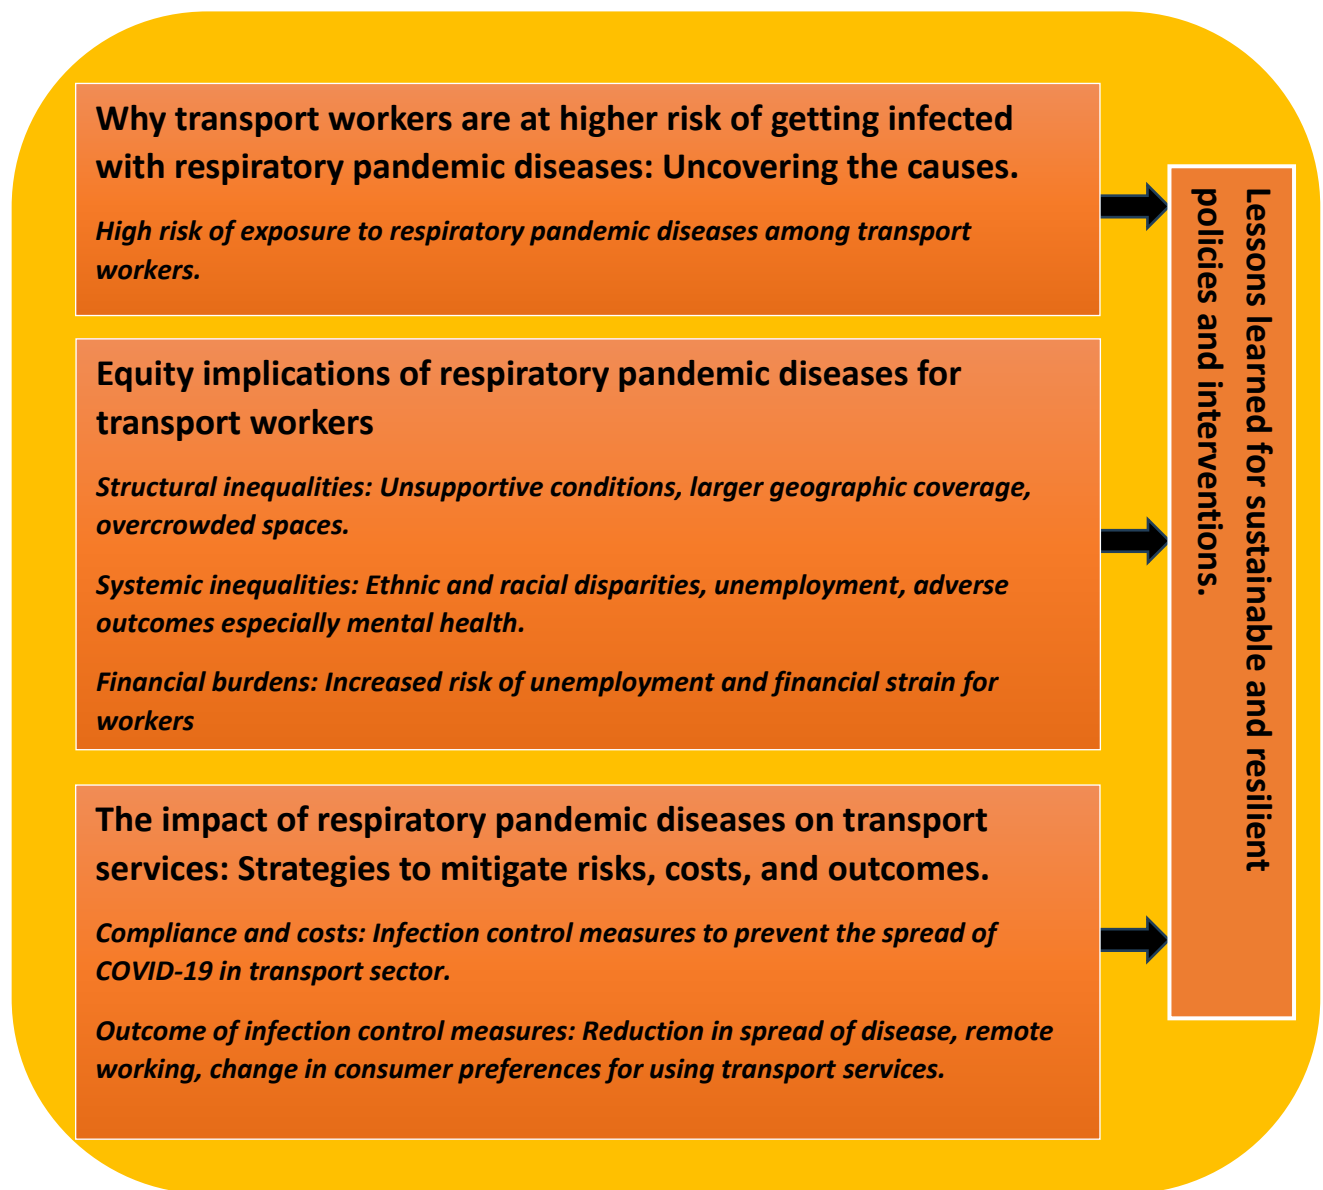 Why transport workers are at higher risk of getting infected
with respiratory pandemic diseases: Uncovering the causes.
High risk of exposure to respiratory pandemic diseases among transport
workers.
Equity implications of respiratory pandemic diseases for
transport workers
Structural inequalities: Unsupportive conditions, larger geographic coverage,
overcrowded spaces.
Systemic inequalities: Ethnic and racial disparities, unemployment, adverse
outcomes especially mental health.
Financial burdens: Increased risk of unemployment and financial strain for
workers
The impact of respiratory pandemic diseases on transport
services: Strategies to mitigate risks, costs, and outcomes.
Compliance and costs: Infection control measures to prevent the spread of
COVID-19 in transport sector.
Outcome of infection control measures: Reduction in spread of disease, remote
working, change in consumer preferences for using transport services.
Lessons learned for sustainable and resilient
policies and interventions.